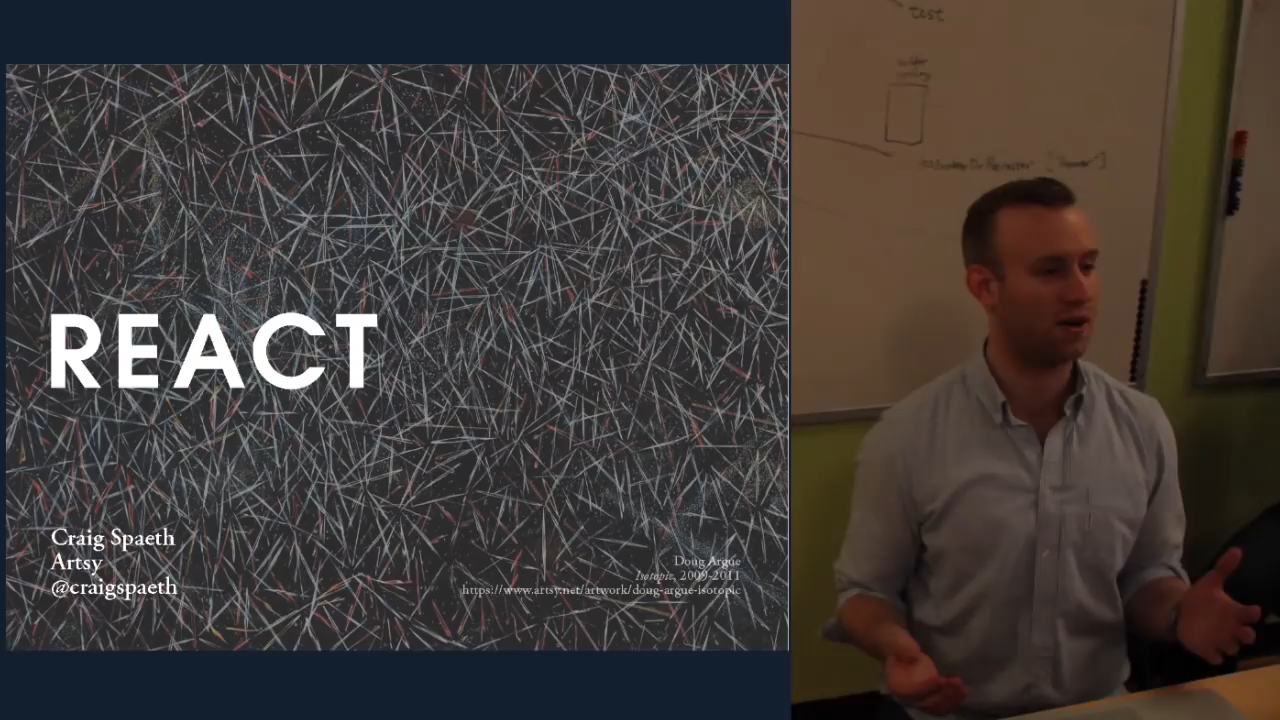 REACT
Craig Spaeth
Artsy
@craigspaeth
Doug Argue
Isotopic, 2009-2011
https://www.artsy.net/artwork/doug-argue-isotopic
test